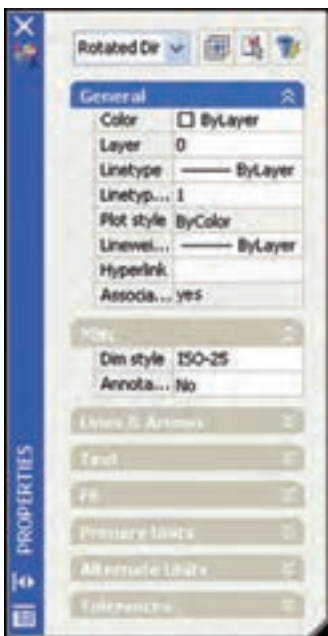 Rotated Dir
General
Color ByLayer
Layer 0
Linetype ByLayer
Linetyp... 1
Plot style ByColor
Linewei... ByLayer
Hyperlink
Associa... yes
Misc
Dim style ISO-25
Annota... No
Lines & Arrows
Text
Fit
Primary Units
Alternate Units
Tolerances
PROPERTIES